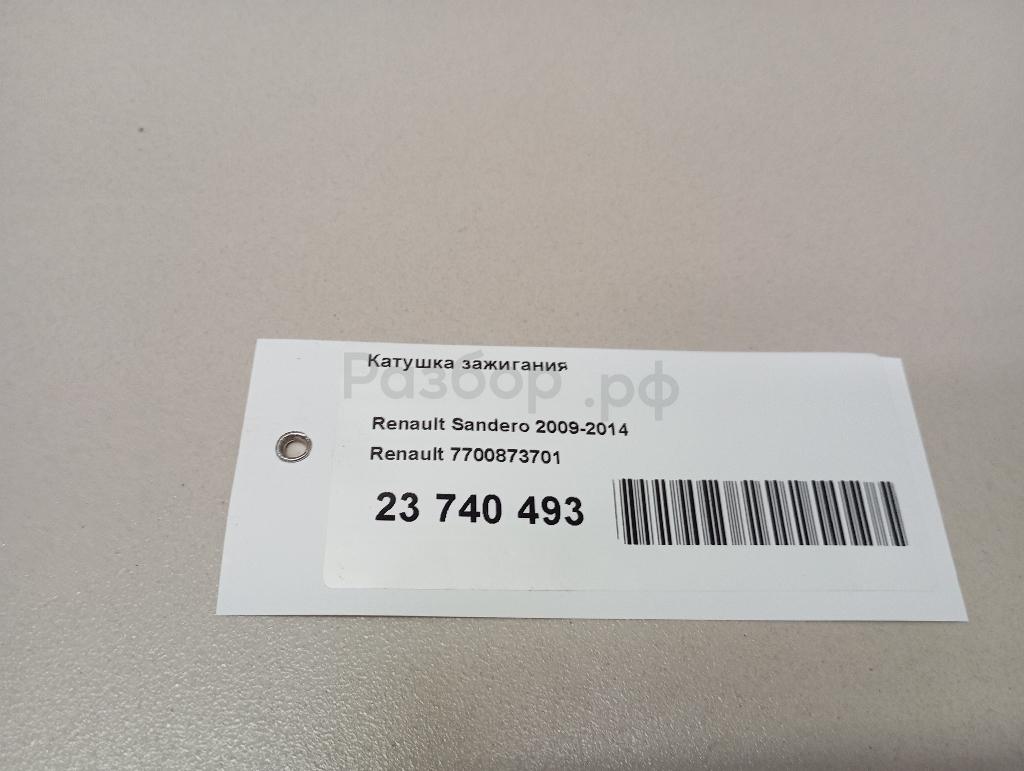 Катушка зажигания
Разбор.рф
Renault Sandero 2009-2014
Renault 7700873701
23 740 493